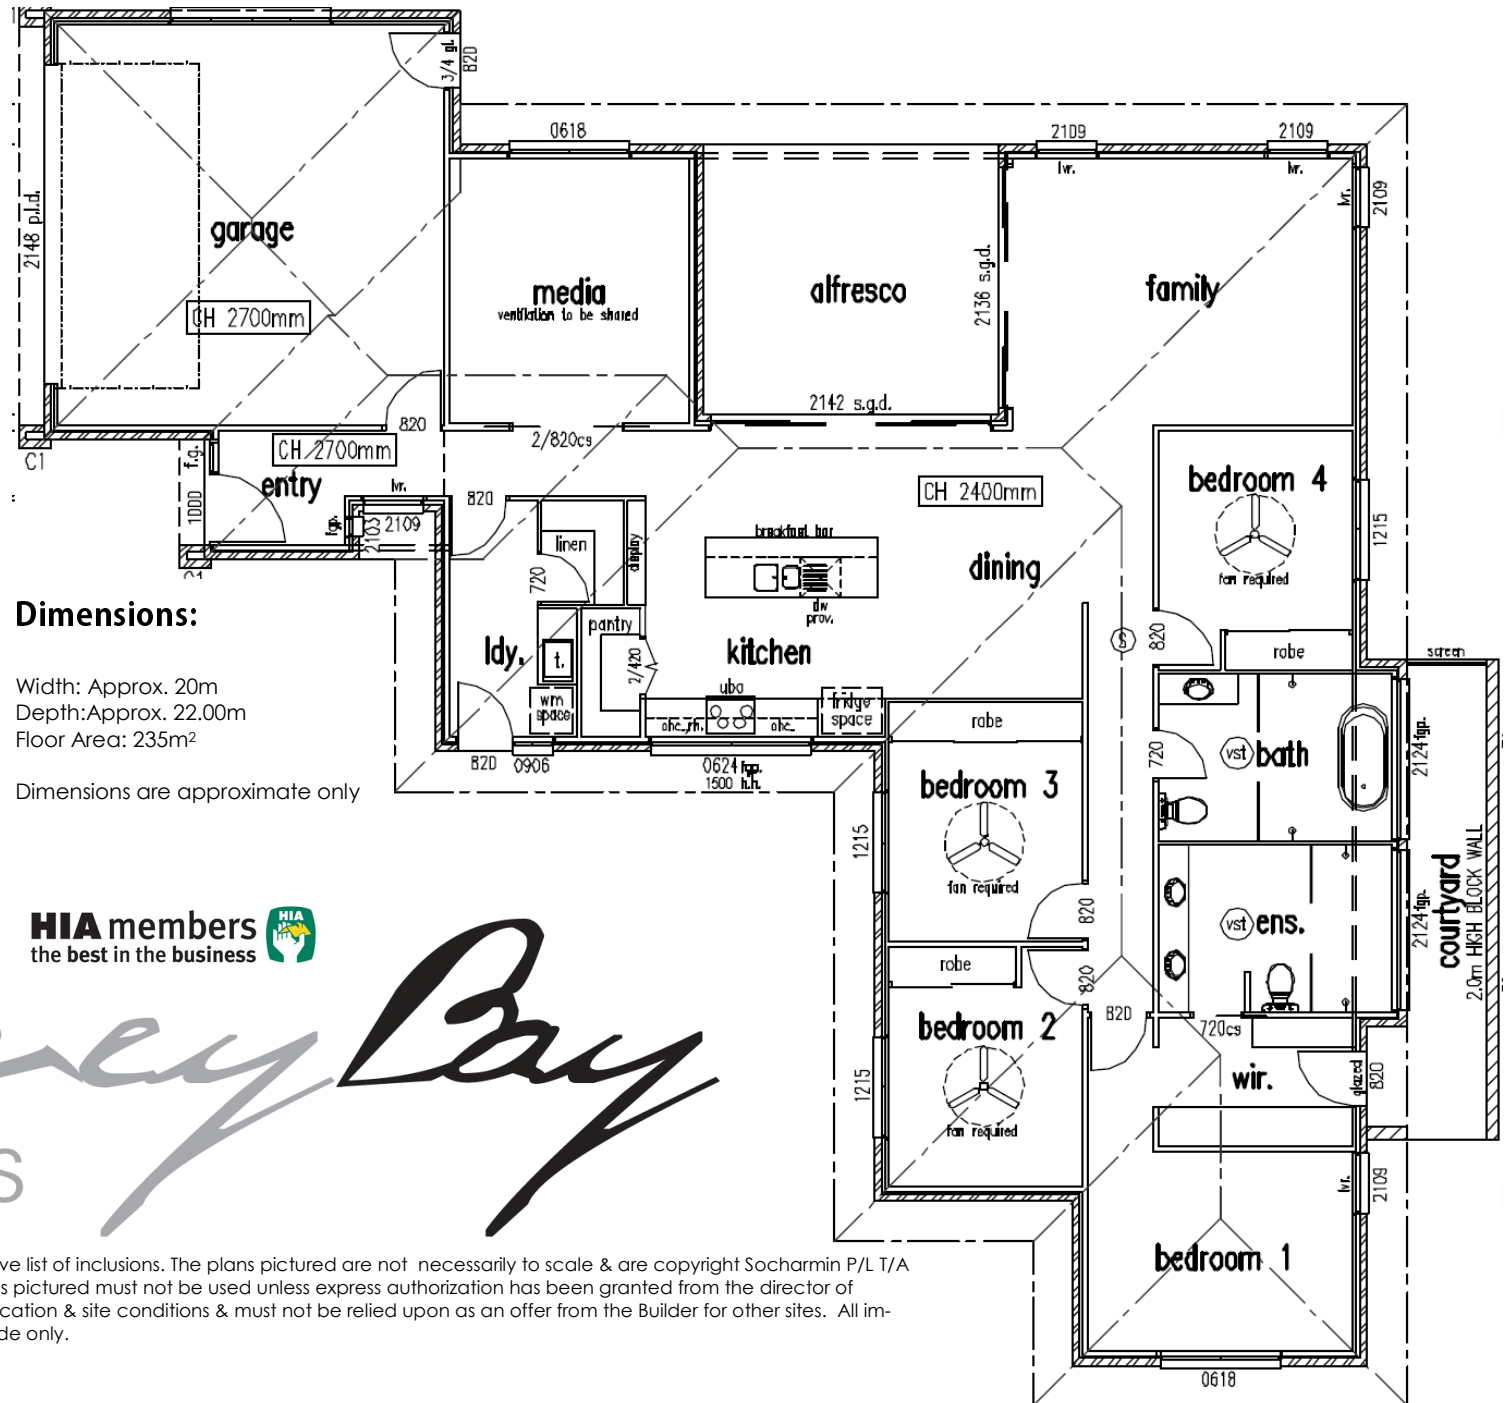 3/4 gl.
820
0618
2109
2109
lvr.
lvr.
lvr.
2109
2148 p.l.d.
garage
CH 2700mm
media
ventilation to be shared
alfresco
2136 s.g.d.
family
2142 s.g.d.
820
2/820cs
C1
CH 2700mm
entry
f.g.
1000
lvr.
2109
2103
fgp.
820
CH 2400mm
bedroom 4
fan required
1215
linen
display
720
breakfast bar
dw
prov.
dining
Dimensions:
Width: Approx. 20m
Depth:Approx. 22.00m
Floor Area: 235m²
Dimensions are approximate only
ldy.
t.
pantry
2/420
kitchen
wm
space
ubo
ohc
rh.
ohc
fridge
space
S
820
robe
screen
820
0906
0624 fgp.
1500 h.h.
robe
bedroom 3
fan required
1215
820
720
vst
bath
2124 fgp.
vst
ens.
2124 fgp.
courtyard
2.0m HIGH BLOCK WALL
HIA members
the best in the business
HIA
robe
820
bedroom 2
fan required
1215
820
720cs
wir.
glazed
820
ey Bay
S
lvr.
2109
bedroom 1
0618
ve list of inclusions. The plans pictured are not necessarily to scale & are copyright Socharmin P/L T/A
s pictured must not be used unless express authorization has been granted from the director of
cation & site conditions & must not be relied upon as an offer from the Builder for other sites. All im-
de only.